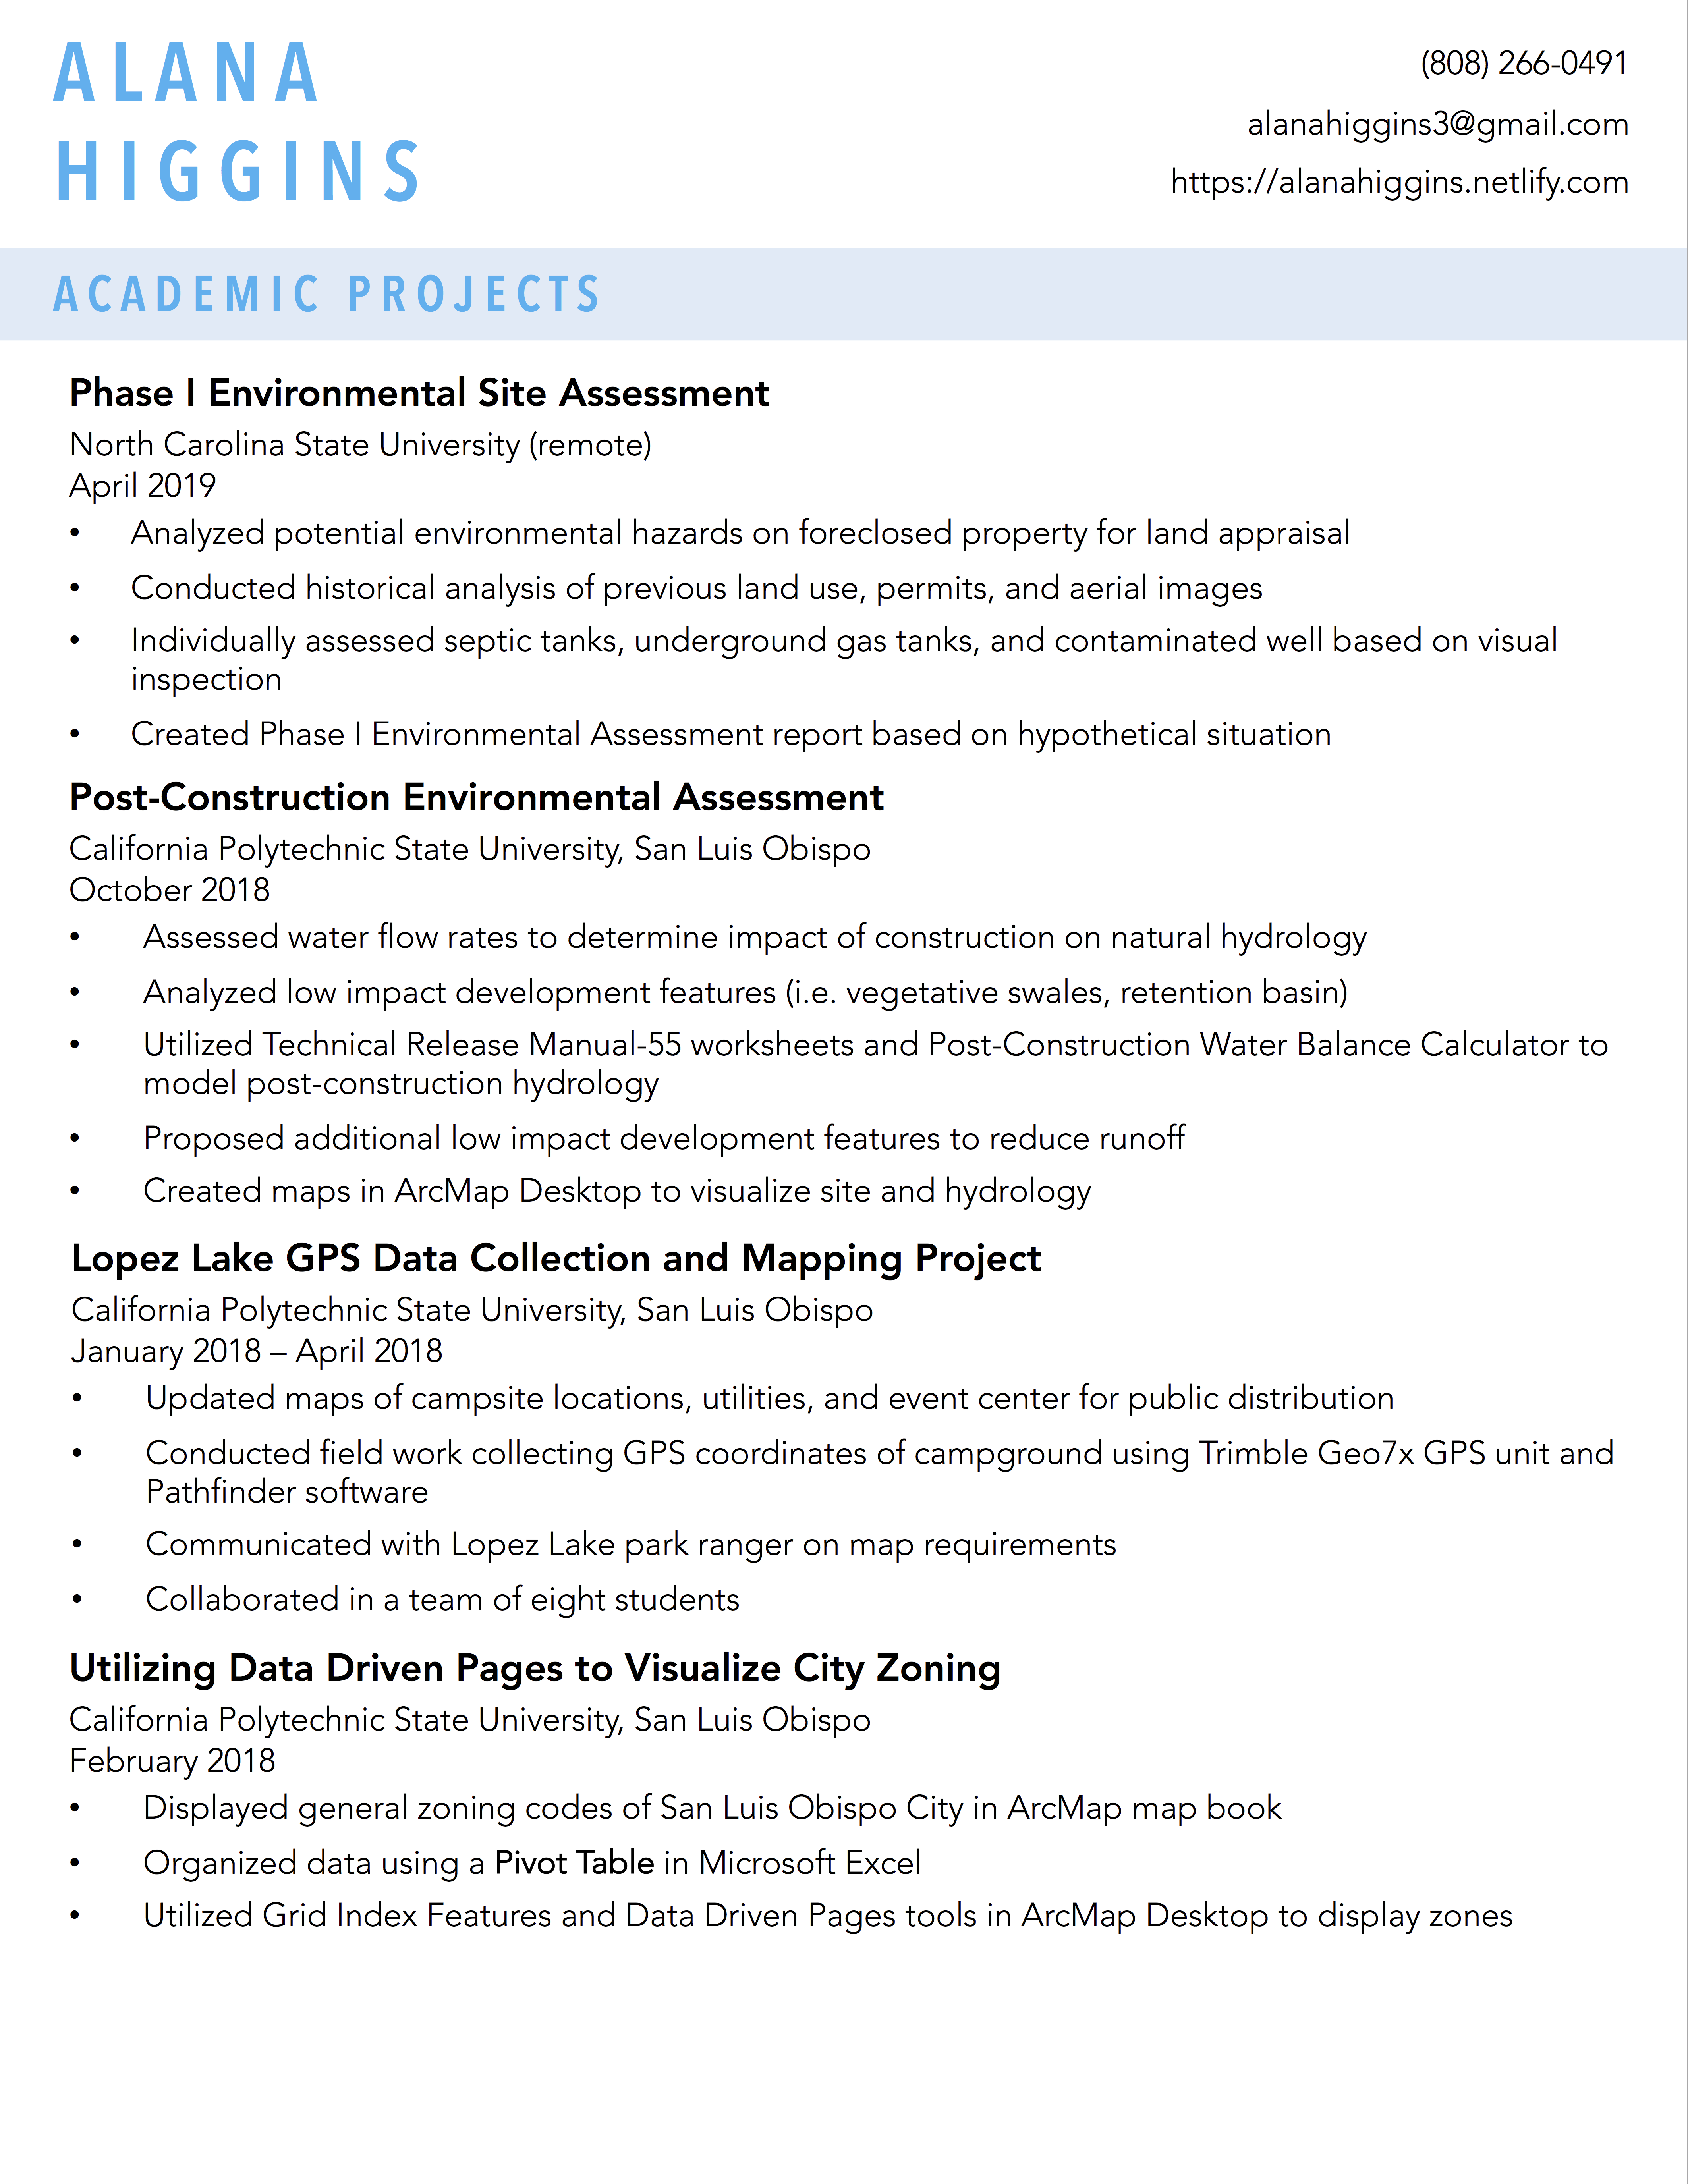 ALANA
HIGGINS
(808) 266-0491
alanahiggins3@gmail.com
https://alanahiggins.netlify.com
ACADEMIC PROJECTS
Phase I Environmental Site Assessment
North Carolina State University (remote)
April 2019
• Analyzed potential environmental hazards on foreclosed property for land appraisal
• Conducted historical analysis of previous land use, permits, and aerial images
• Individually assessed septic tanks, underground gas tanks, and contaminated well based on visual
inspection
• Created Phase I Environmental Assessment report based on hypothetical situation
Post-Construction Environmental Assessment
California Polytechnic State University, San Luis Obispo
October 2018
• Assessed water flow rates to determine impact of construction on natural hydrology
• Analyzed low impact development features (i.e. vegetative swales, retention basin)
• Utilized Technical Release Manual-55 worksheets and Post-Construction Water Balance Calculator to
model post-construction hydrology
• Proposed additional low impact development features to reduce runoff
• Created maps in ArcMap Desktop to visualize site and hydrology
Lopez Lake GPS Data Collection and Mapping Project
California Polytechnic State University, San Luis Obispo
January 2018 – April 2018
• Updated maps of campsite locations, utilities, and event center for public distribution
• Conducted field work collecting GPS coordinates of campground using Trimble Geo7x GPS unit and
Pathfinder software
• Communicated with Lopez Lake park ranger on map requirements
• Collaborated in a team of eight students
Utilizing Data Driven Pages to Visualize City Zoning
California Polytechnic State University, San Luis Obispo
February 2018
• Displayed general zoning codes of San Luis Obispo City in ArcMap map book
• Organized data using a Pivot Table in Microsoft Excel
• Utilized Grid Index Features and Data Driven Pages tools in ArcMap Desktop to display zones